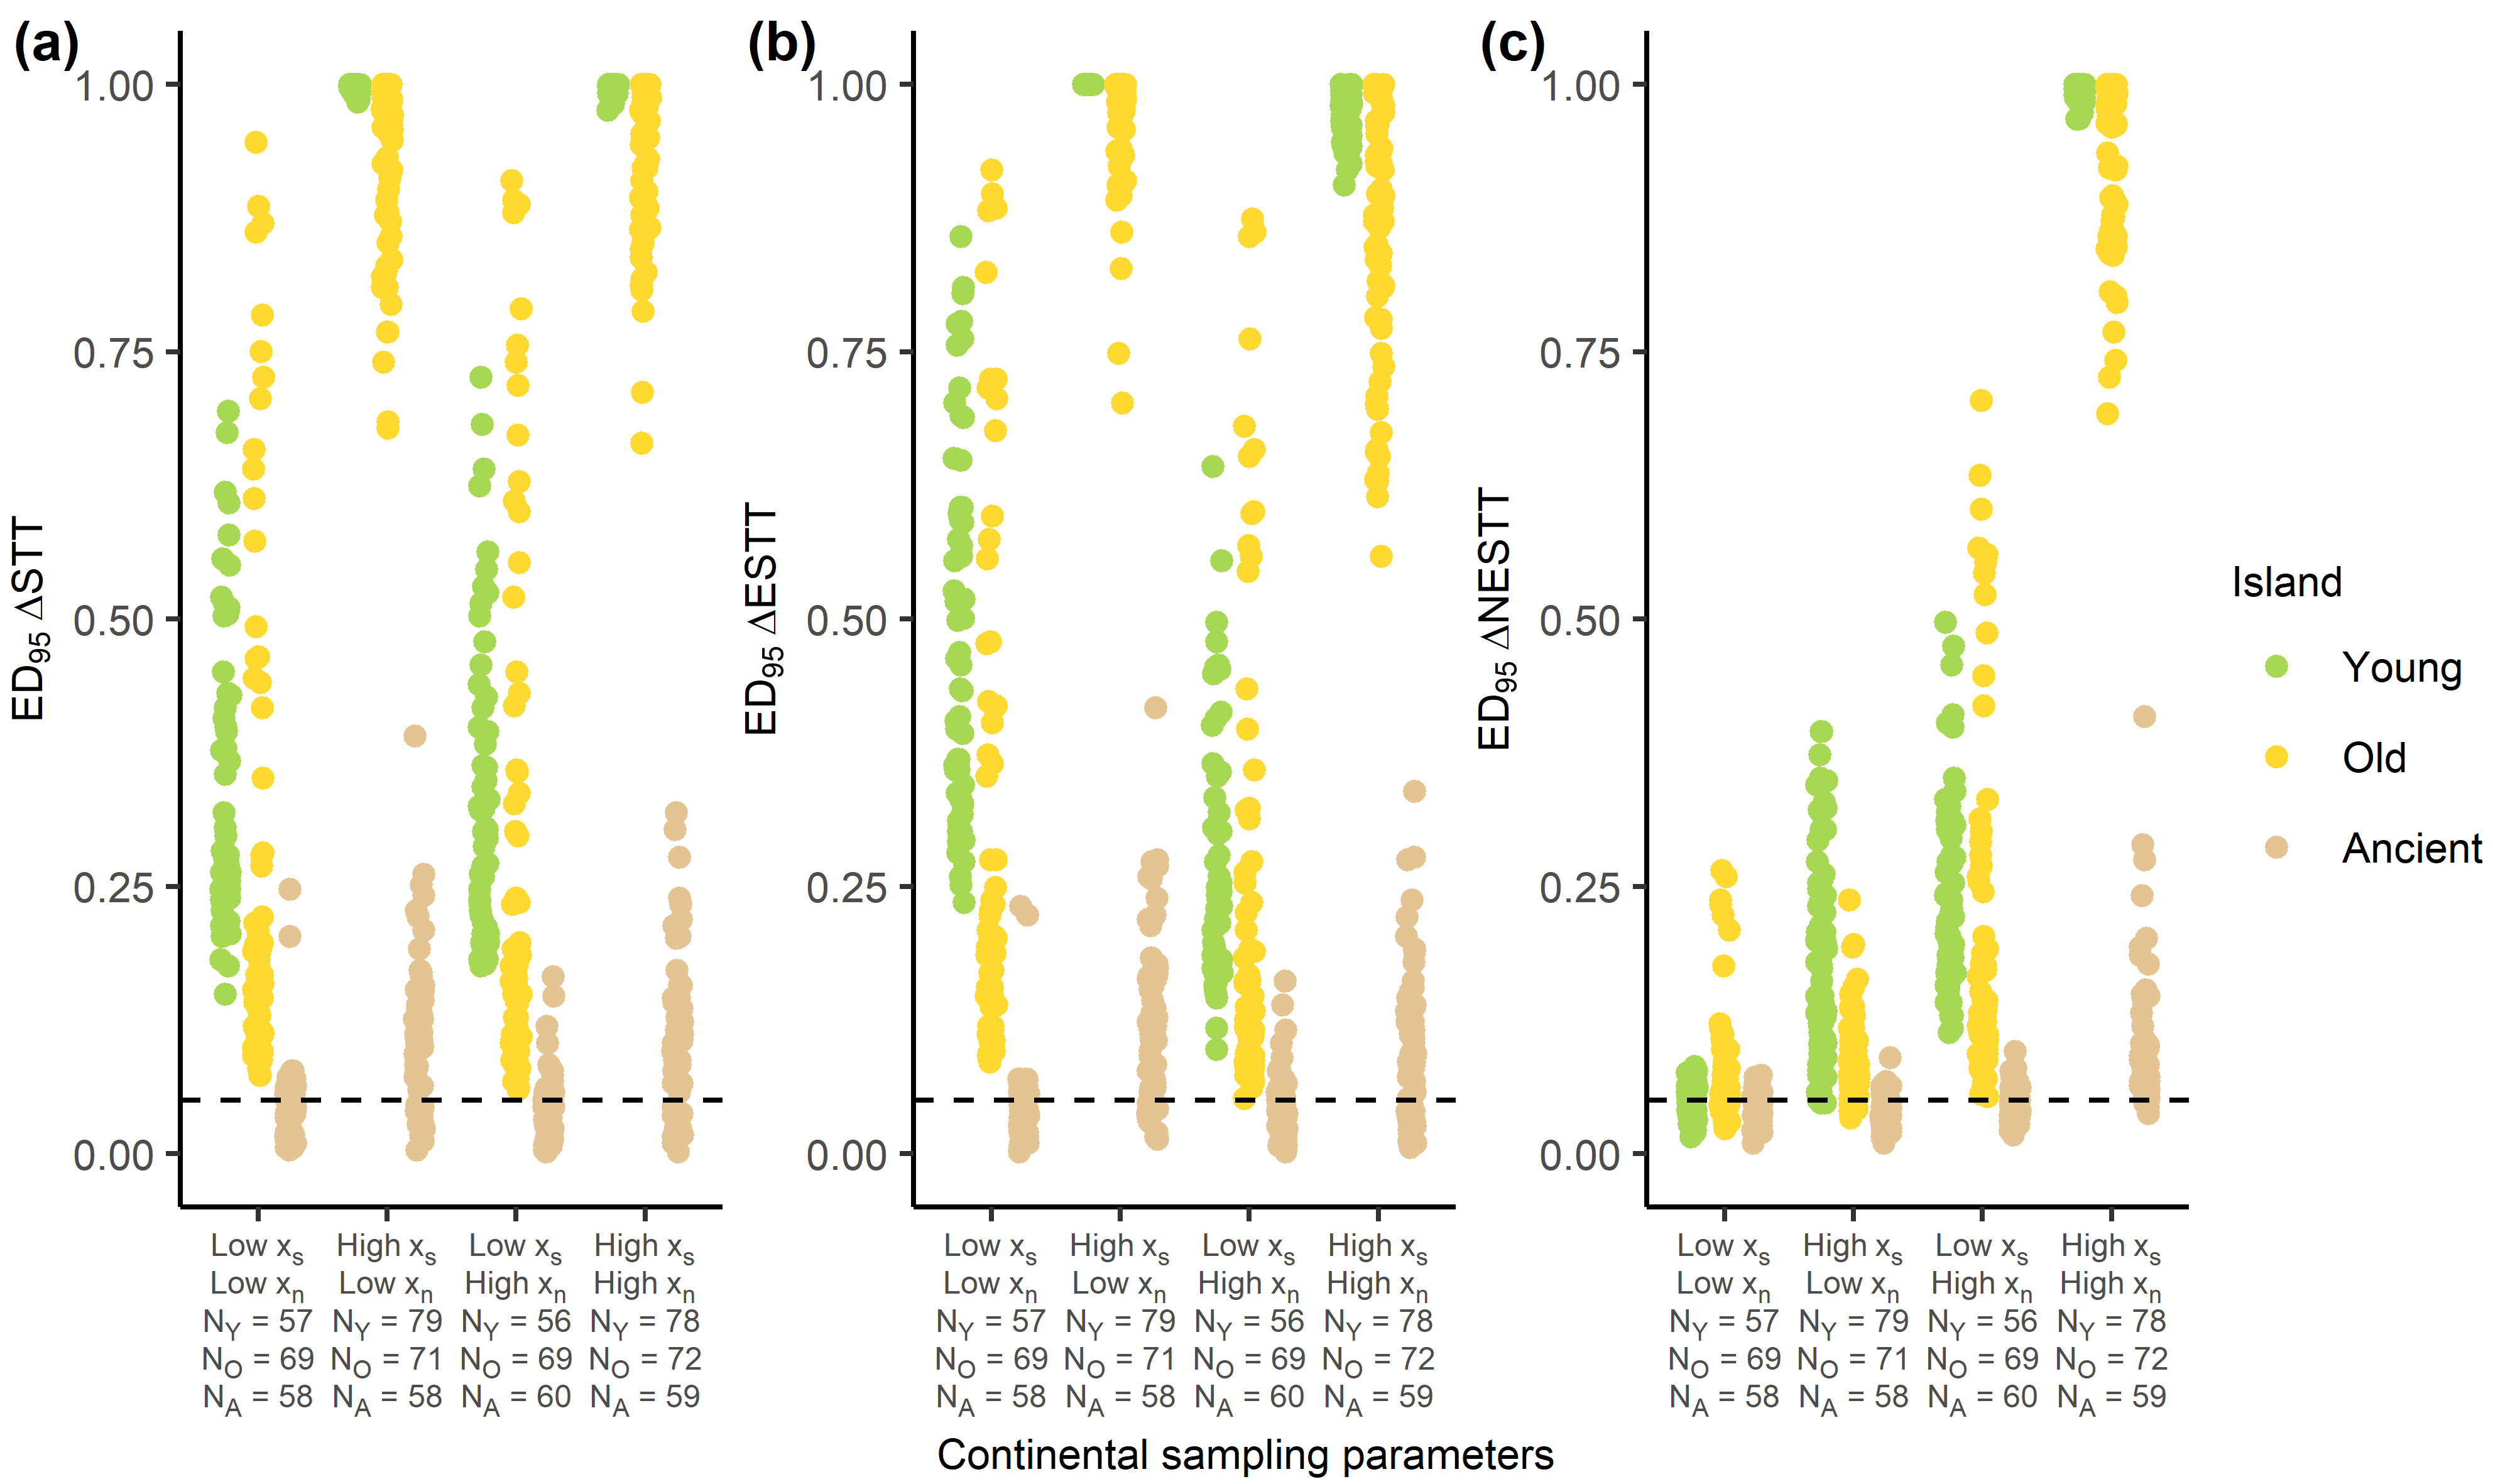 (a)
ED95 ΔSTT
1.00
0.75
0.50
0.25
0.00
Low xs
Low xn
NY = 57
NO = 69
NA = 58
High xs
Low xn
NY = 79
NO = 71
NA = 58
Low xs
High xn
NY = 56
NO = 69
NA = 60
High xs
High xn
NY = 78
NO = 72
NA = 59
(b)
ED95 ΔESTT
1.00
0.75
0.50
0.25
0.00
Low xs
Low xn
NY = 57
NO = 69
NA = 58
High xs
Low xn
NY = 79
NO = 71
NA = 58
Low xs
High xn
NY = 56
NO = 69
NA = 60
High xs
High xn
NY = 78
NO = 72
NA = 59
(c)
ED95 ΔNESTT
1.00
0.75
0.50
0.25
0.00
Low xs
Low xn
NY = 57
NO = 69
NA = 58
High xs
Low xn
NY = 79
NO = 71
NA = 58
Low xs
High xn
NY = 56
NO = 69
NA = 60
High xs
High xn
NY = 78
NO = 72
NA = 59
Continental sampling parameters
Island
Young
Old
Ancient